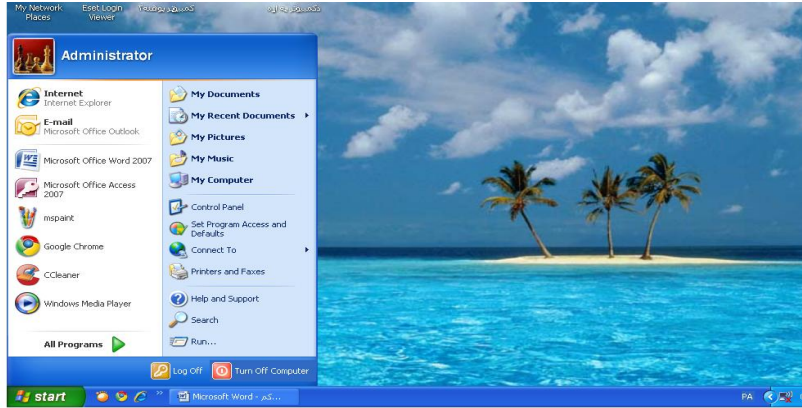 My Network Places
Eset Login Viewer
Administrator
Internet
Internet Explorer
E-mail
Microsoft Office Outlook
Microsoft Office Word 2007
Microsoft Office Access 2007
mspaint
Google Chrome
CCleaner
Windows Media Player
All Programs
My Documents
My Recent Documents
My Pictures
My Music
My Computer
Control Panel
Set Program Access and Defaults
Connect To
Printers and Faxes
Help and Support
Search
Run...
Log Off
Turn Off Computer
start
Microsoft Word - کم...
PA